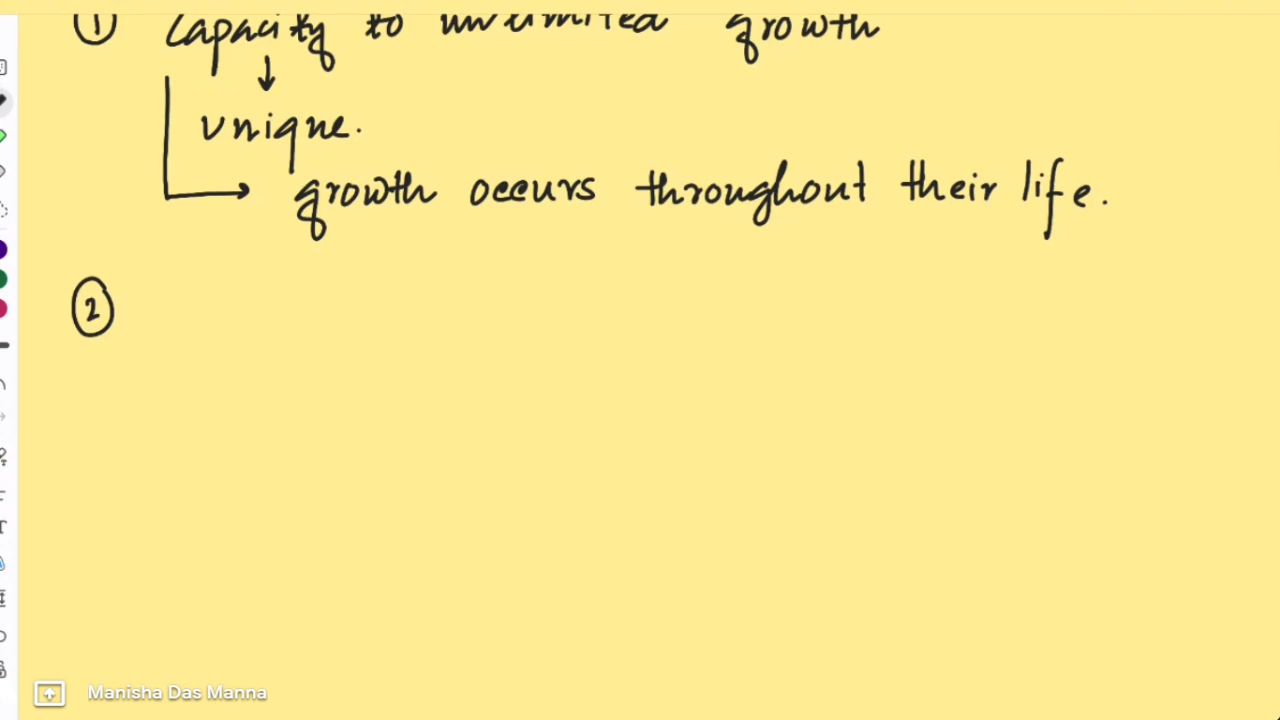 ① Capacity to unlimited growth
↓
unique.
→ growth occurs throughout their life.
②
Manisha Das Manna